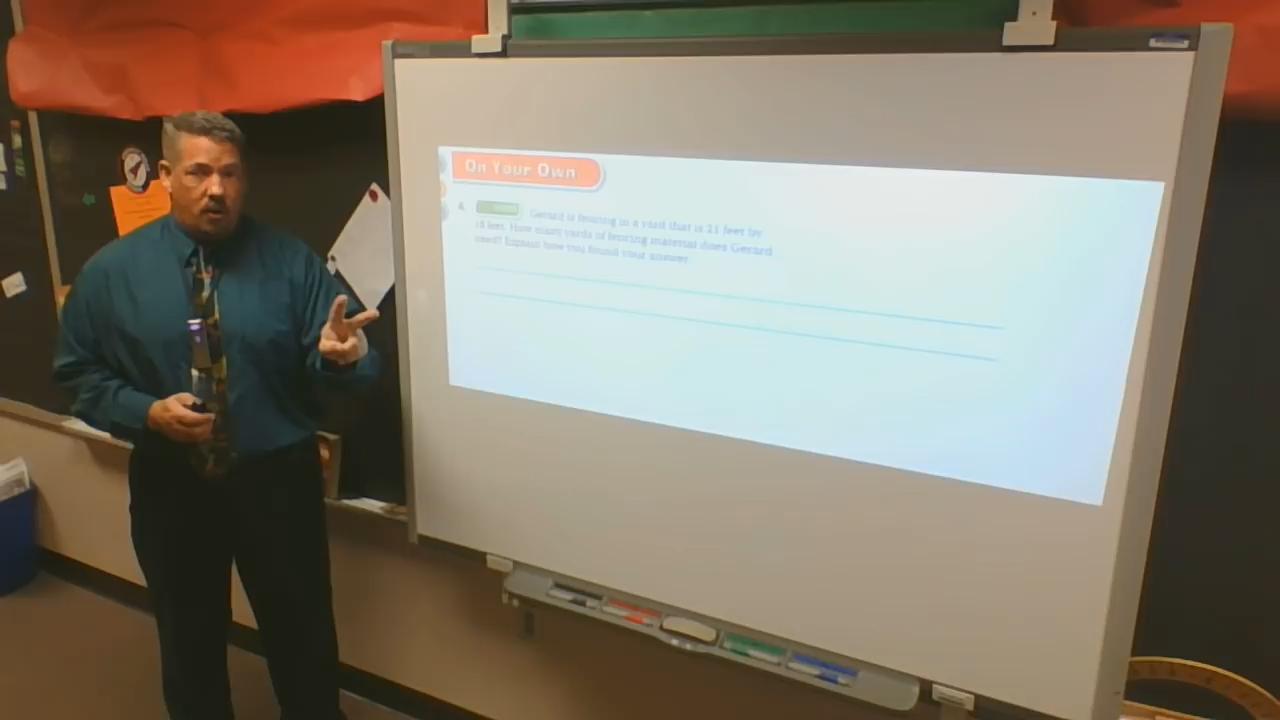 On Your Own
4.
Gerard is fencing in a yard that is 21 feet by
18 feet. How many yards of fencing material does Gerard
need? Explain how you found your answer.